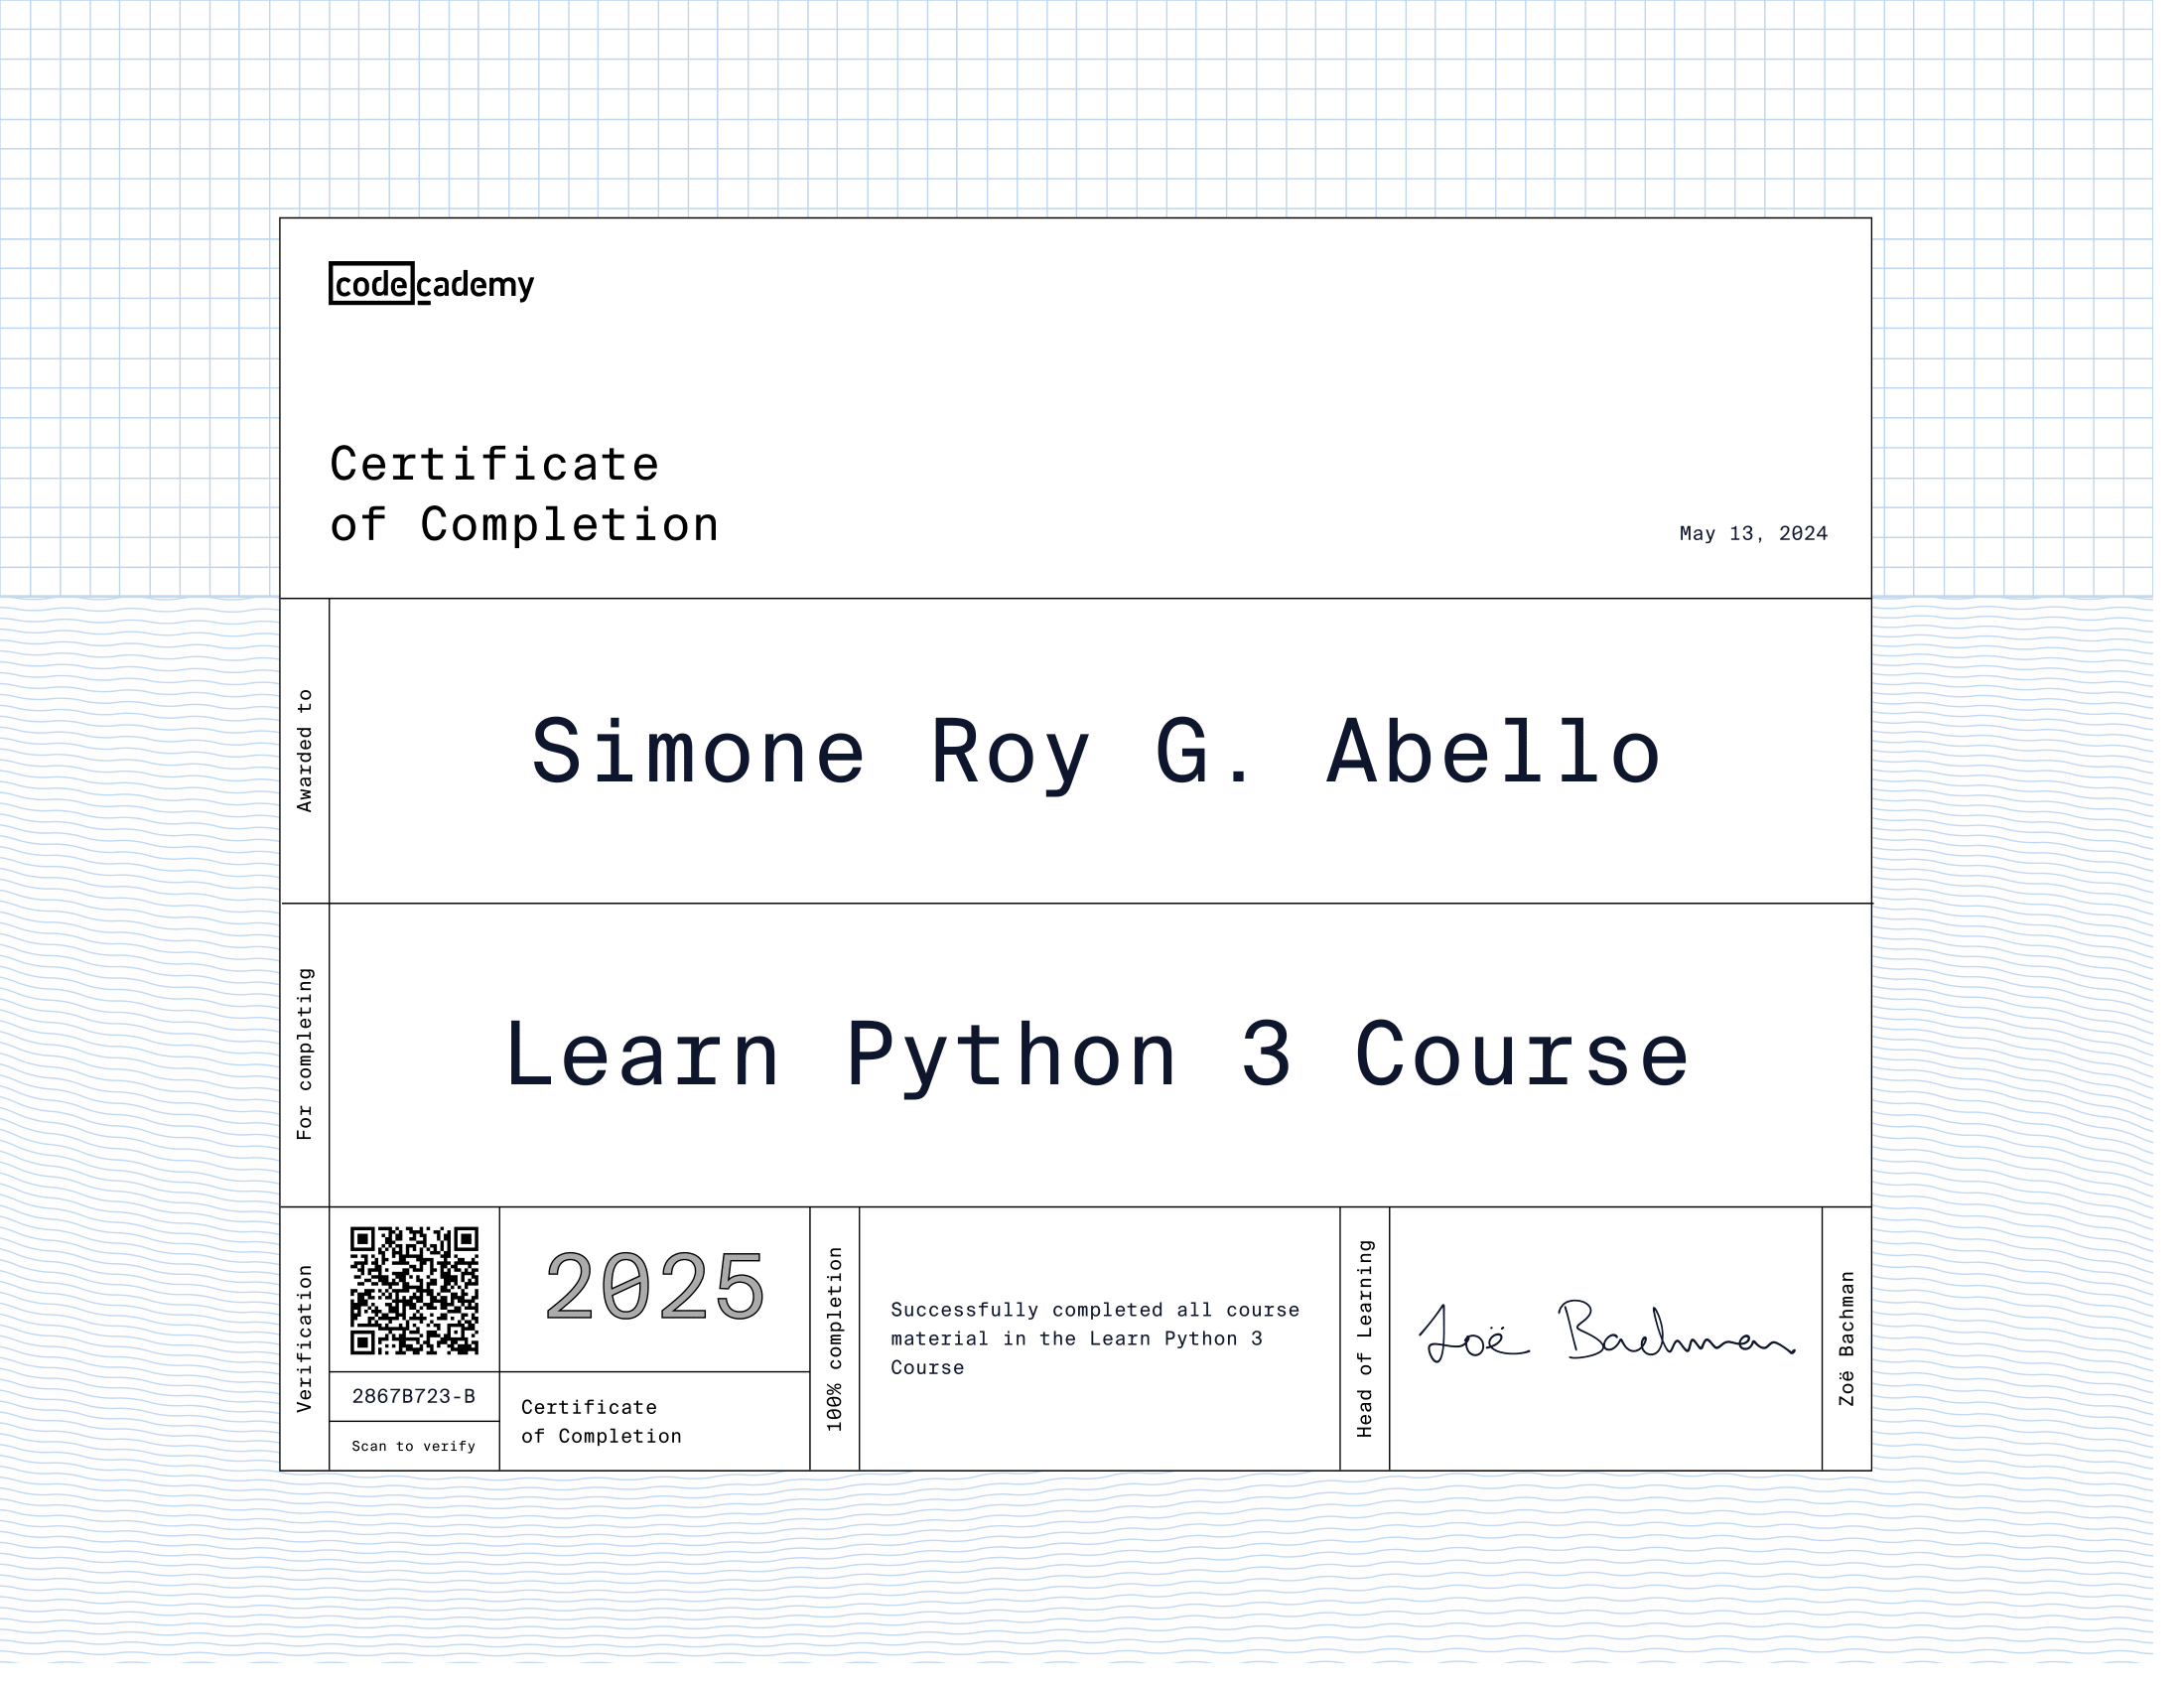 codecademy
Certificate
of Completion
May 13, 2024
Awarded to
Simone Roy G. Abello
For completing
Learn Python 3 Course
Verification
2867B723-B
Scan to verify
2025
Certificate
of Completion
100% completion
Successfully completed all course
material in the Learn Python 3
Course
Head of Learning
Zoë Bachman
Zoë Bachman